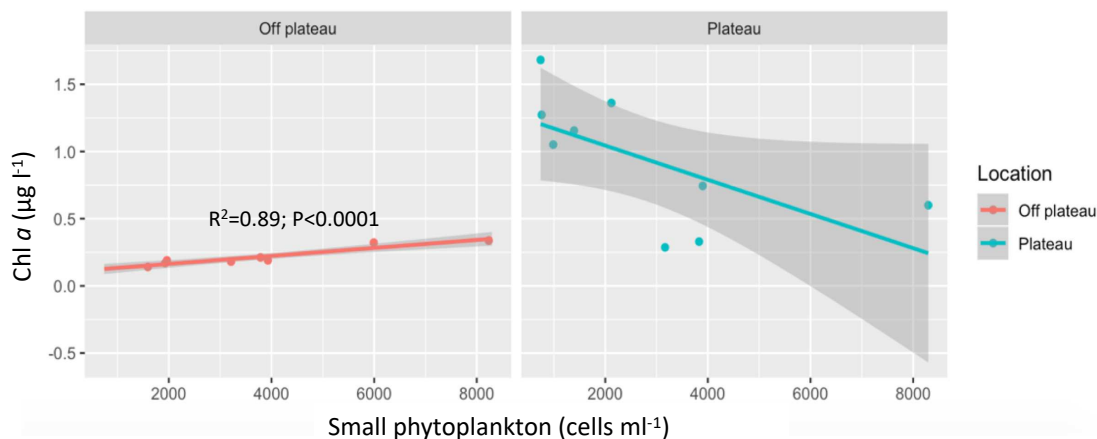 Off plateau
Plateau
Chl a (µg l-1)
1.5
1.0
0.5
0.0
-0.5
R2=0.89; P<0.0001
2000 4000 6000 8000
2000 4000 6000 8000
Small phytoplankton (cells ml-1)
Location
Off plateau
Plateau